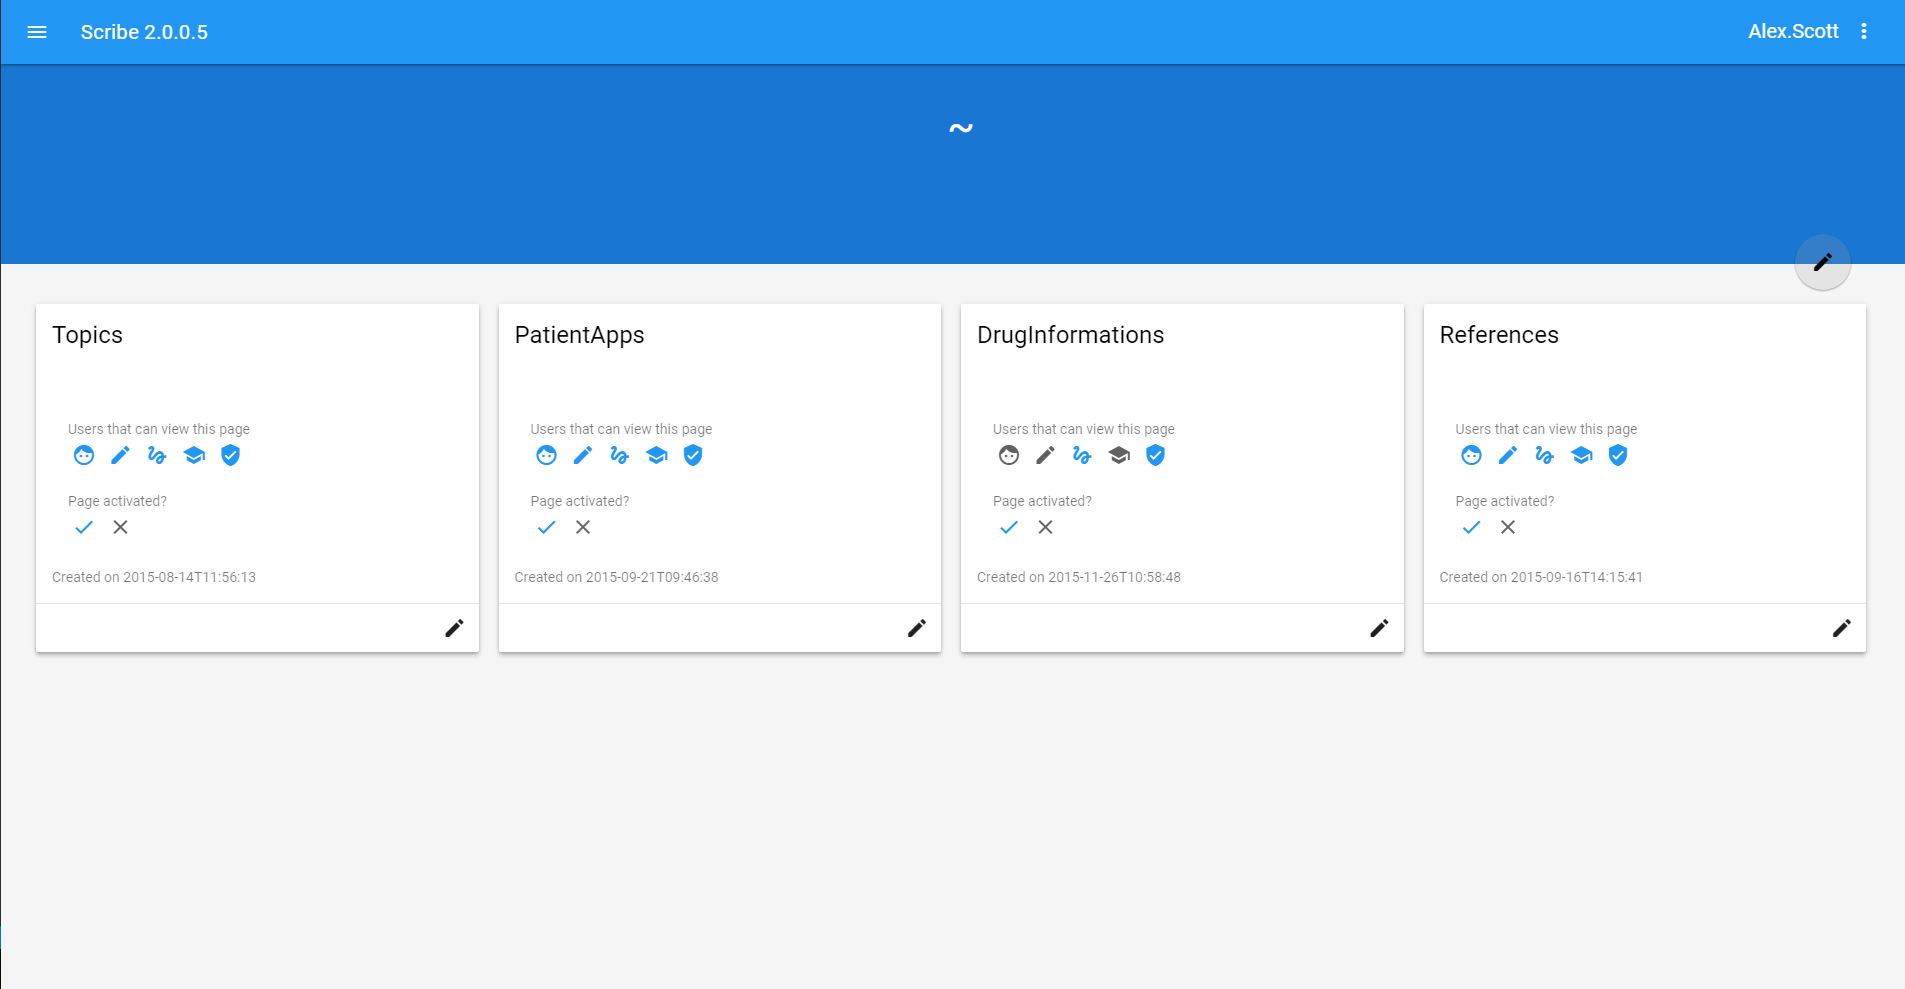 Scribe 2.0.0.5
Alex.Scott
~
Topics
Users that can view this page
Page activated?
Created on 2015-08-14T11:56:13
PatientApps
Users that can view this page
Page activated?
Created on 2015-09-21T09:46:38
DrugInformations
Users that can view this page
Page activated?
Created on 2015-11-26T10:58:48
References
Users that can view this page
Page activated?
Created on 2015-09-16T14:15:41